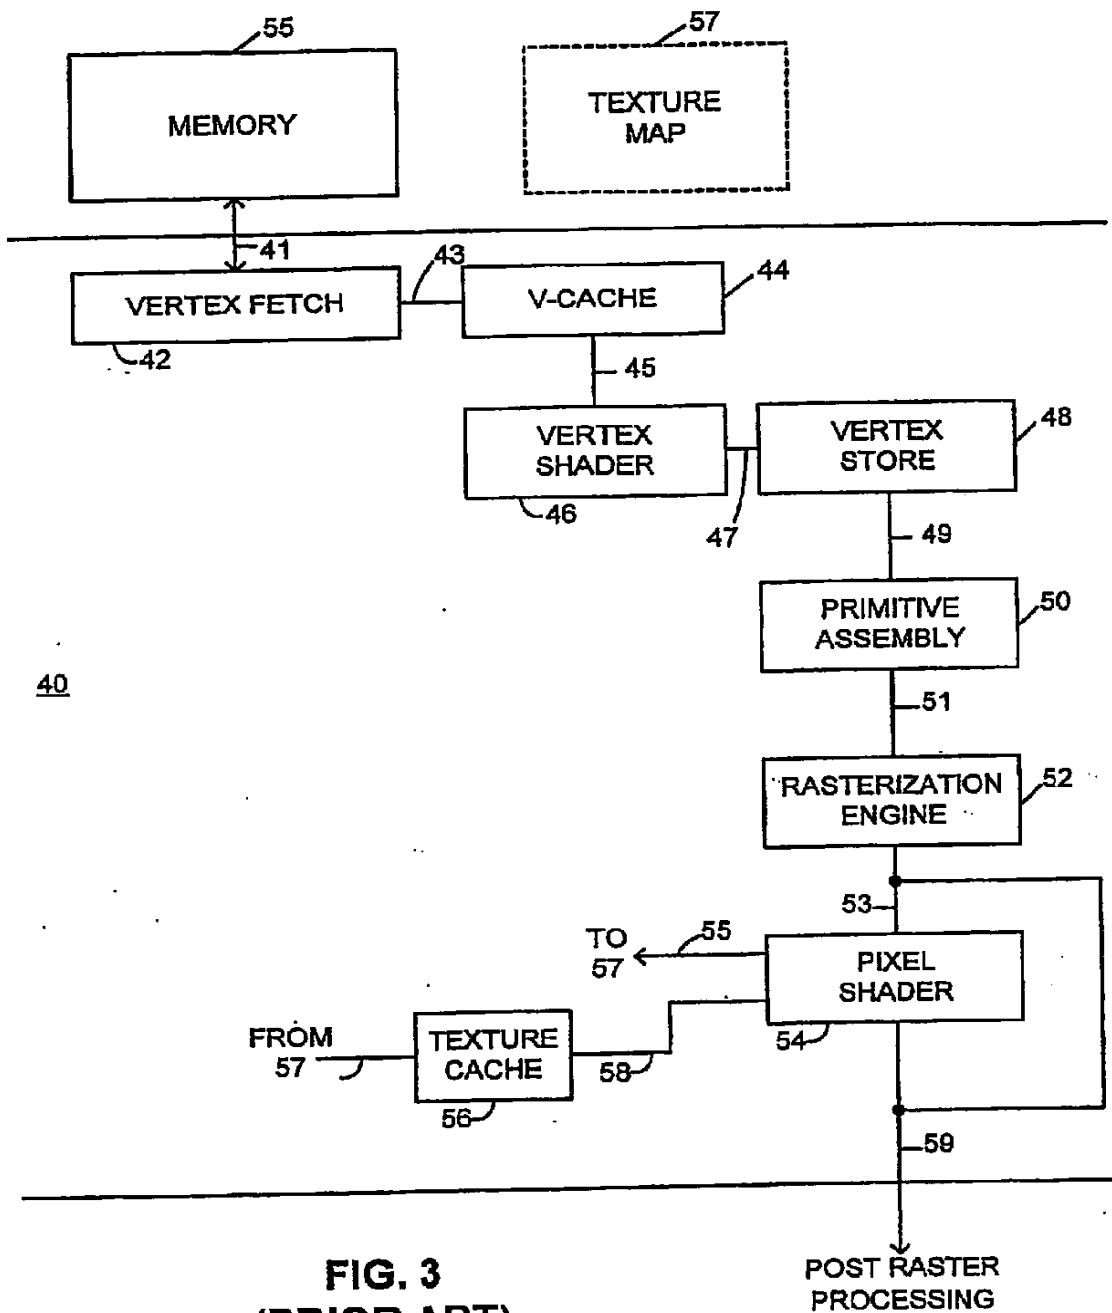 55
57
MEMORY
TEXTURE
MAP
41
43
44
VERTEX FETCH
V-CACHE
42
45
VERTEX
SHADER
VERTEX
STORE
48
46
47
49
PRIMITIVE
ASSEMBLY
50
40
51
RASTERIZATION
ENGINE
52
53
TO
57
55
PIXEL
SHADER
54
FROM
57
TEXTURE
CACHE
58
56
59
FIG. 3
(PRIOR ART)
POST RASTER
PROCESSING